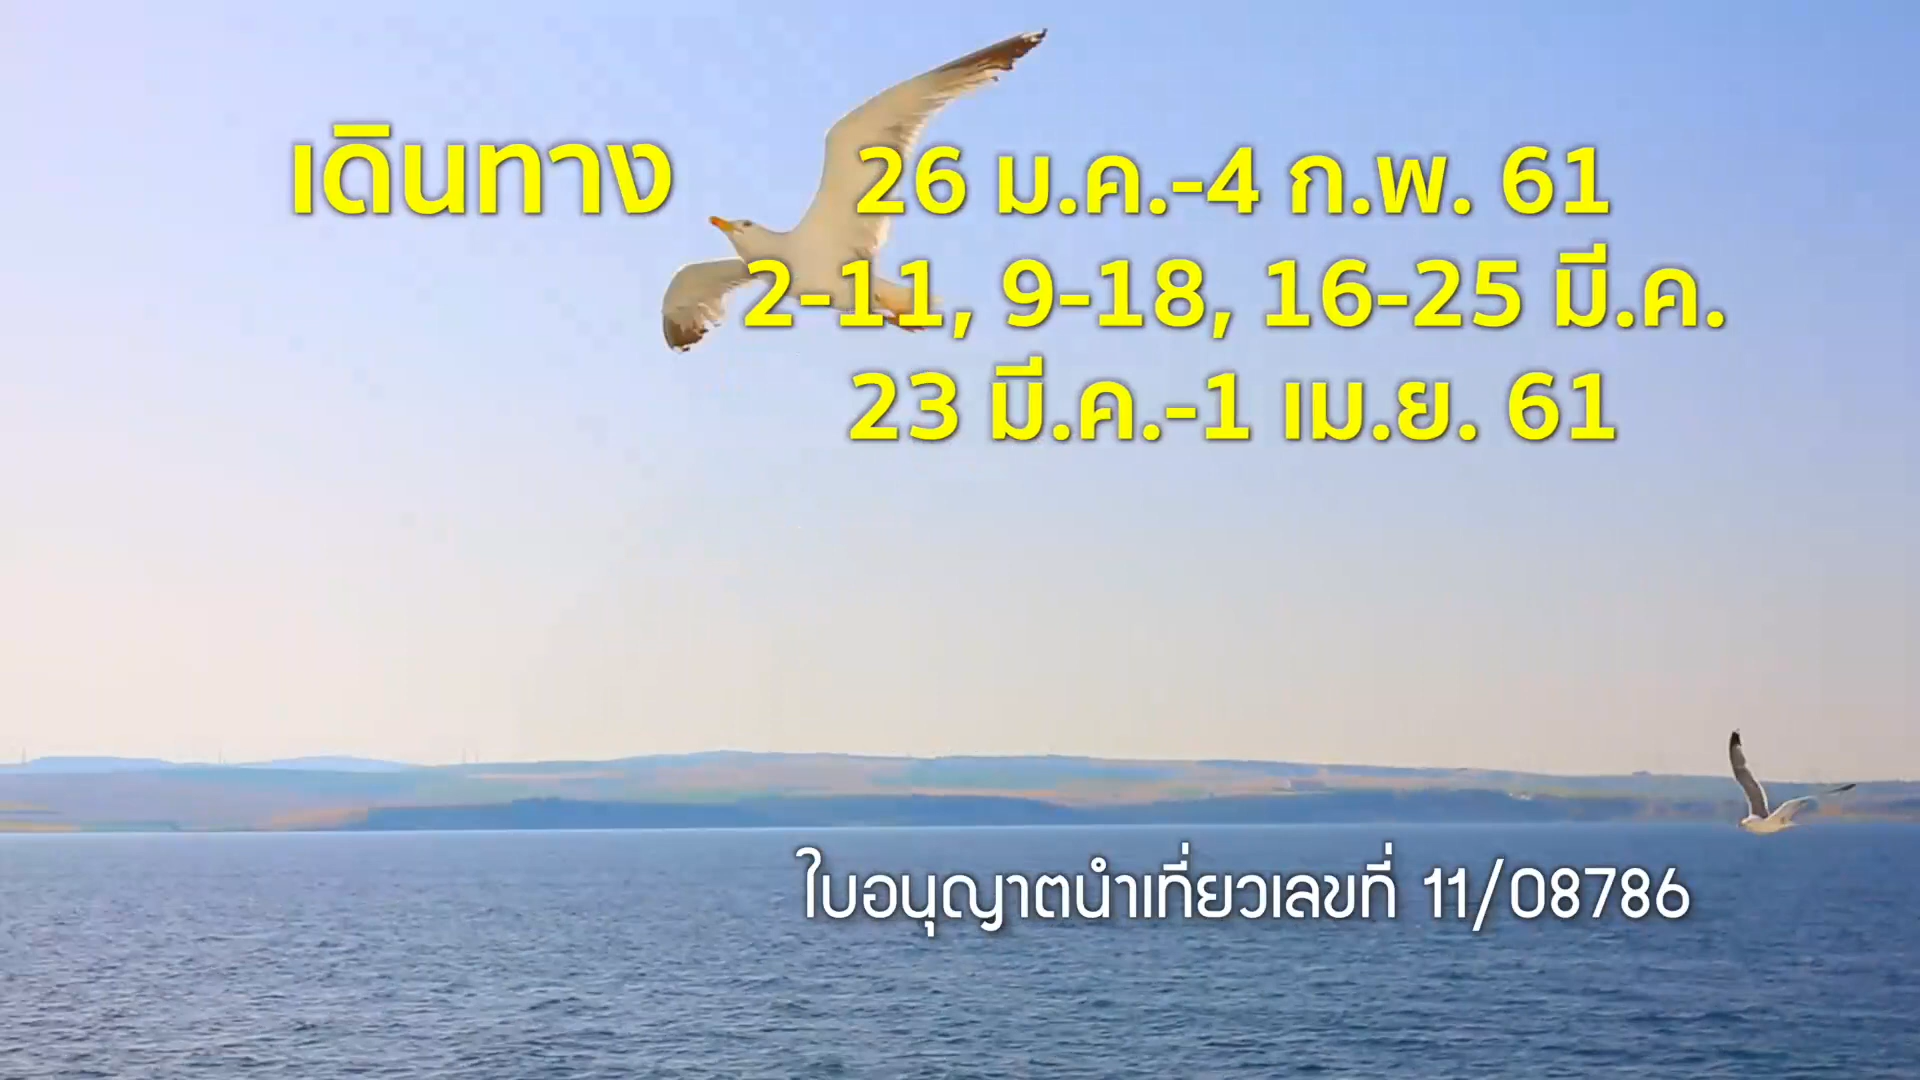 เดินทาง 26 ม.ค.-4 ก.พ. 61
2-11, 9-18, 16-25 มี.ค.
23 มี.ค.-1 เม.ย. 61
ใบอนุญาตนำเที่ยวเลขที่ 11/08786